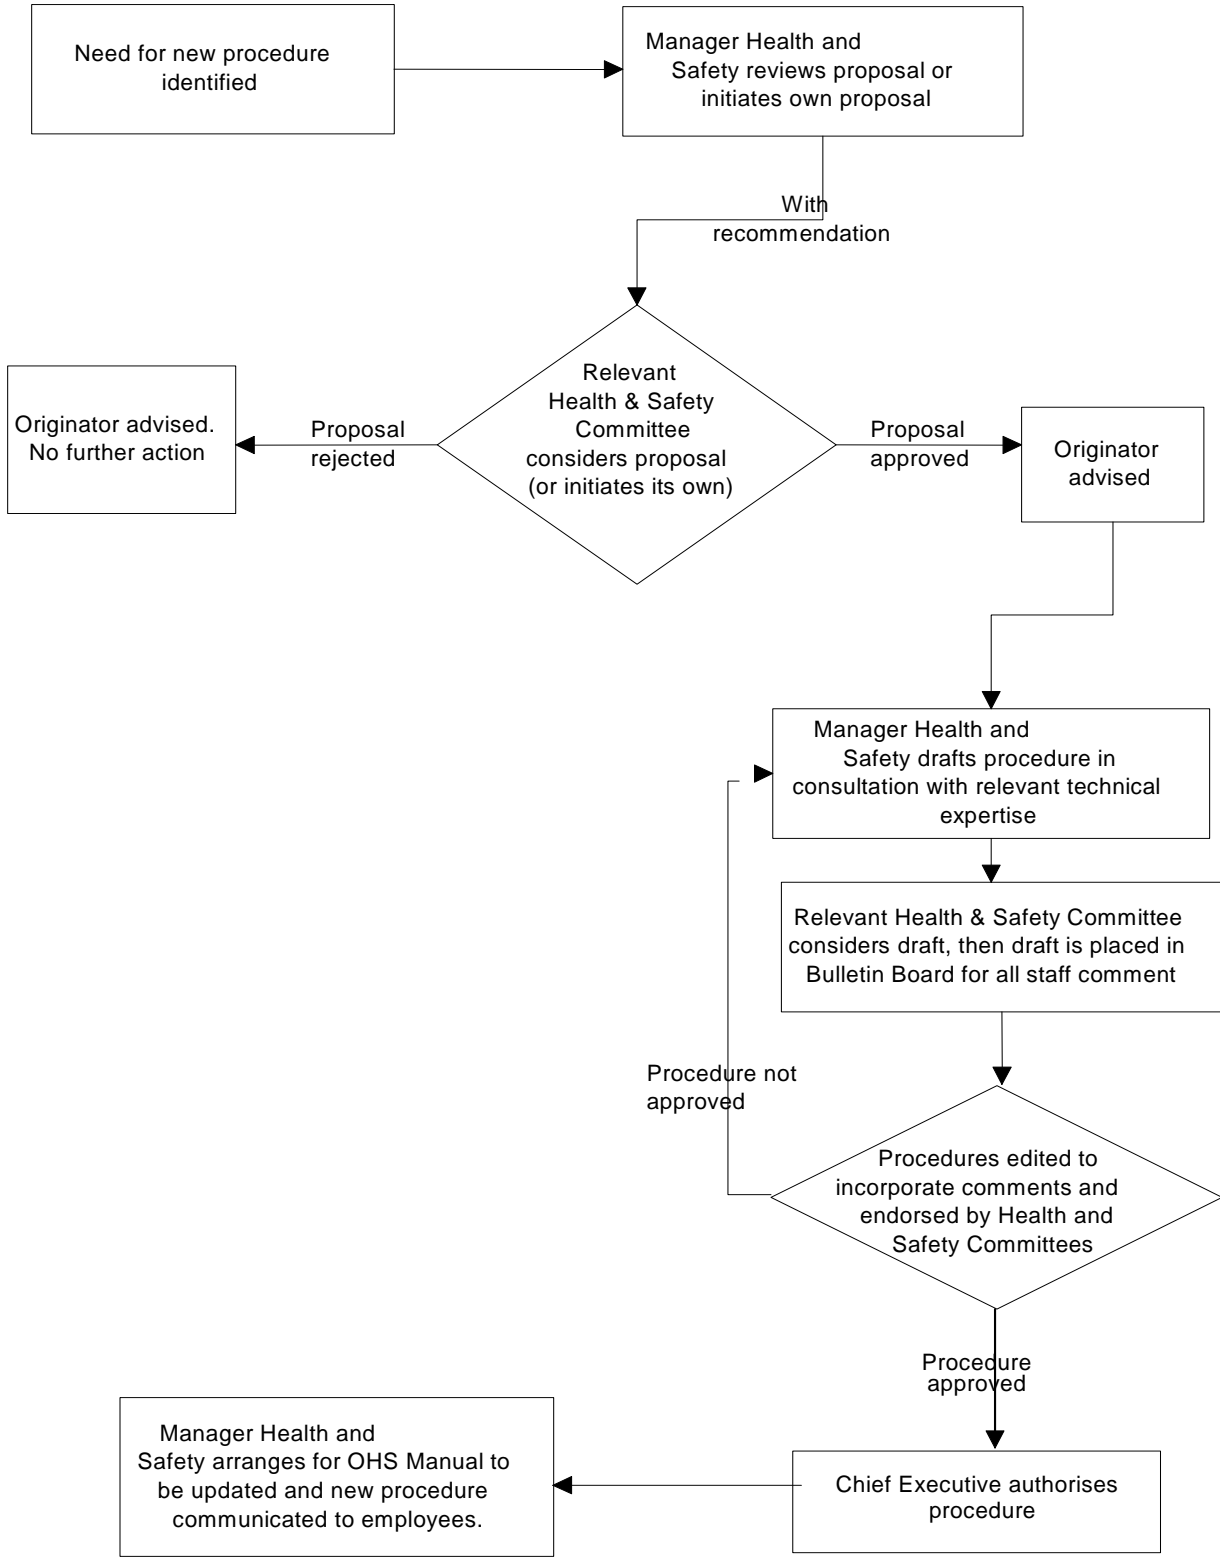 Need for new procedure
identified
Manager Health and
Safety reviews proposal or
initiates own proposal
With
recommendation
Relevant
Health & Safety
Committee
considers proposal
(or initiates its own)
Proposal
rejected
Originator advised.
No further action
Proposal
approved
Originator
advised
Manager Health and
Safety drafts procedure in
consultation with relevant technical
expertise
Relevant Health & Safety Committee
considers draft, then draft is placed in
Bulletin Board for all staff comment
Procedure not
approved
Procedures edited to
incorporate comments and
endorsed by Health and
Safety Committees
Procedure
approved
Chief Executive authorises
procedure
Manager Health and
Safety arranges for OHS Manual to
be updated and new procedure
communicated to employees.